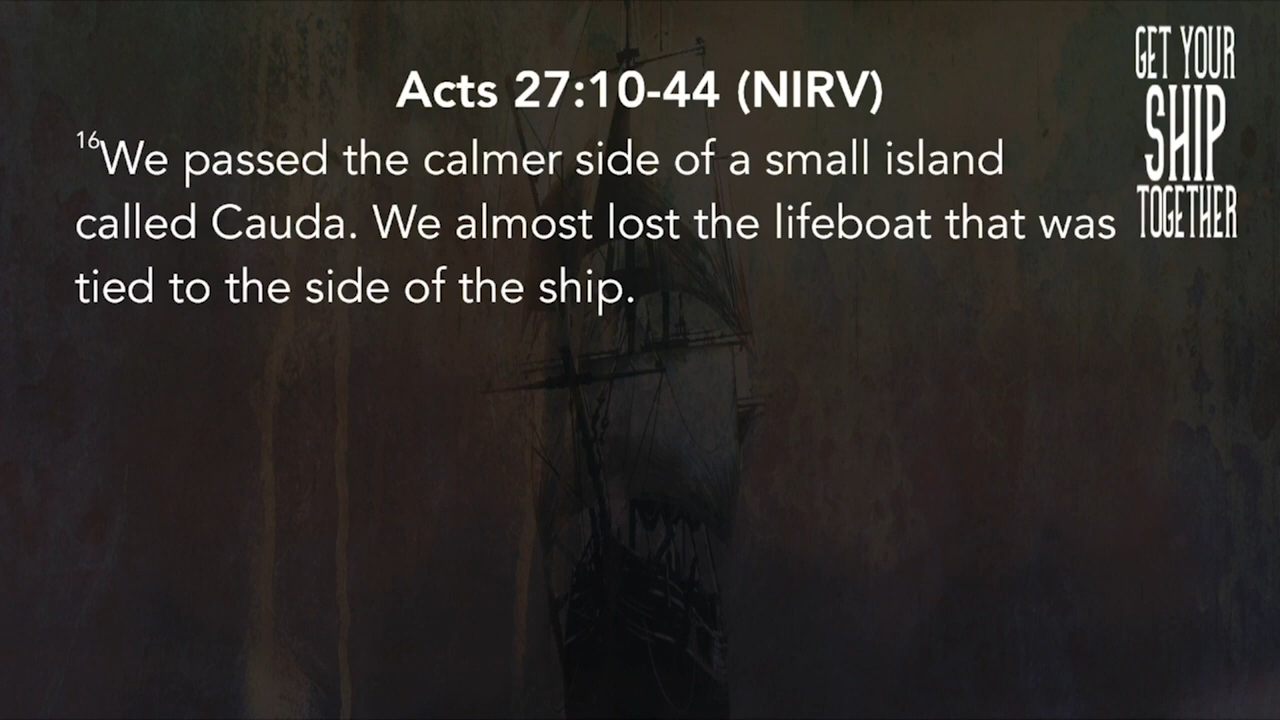 Acts 27:10-44 (NIRV)
16We passed the calmer side of a small island
called Cauda. We almost lost the lifeboat that was
tied to the side of the ship.
GET YOUR
SHIP
TOGETHER